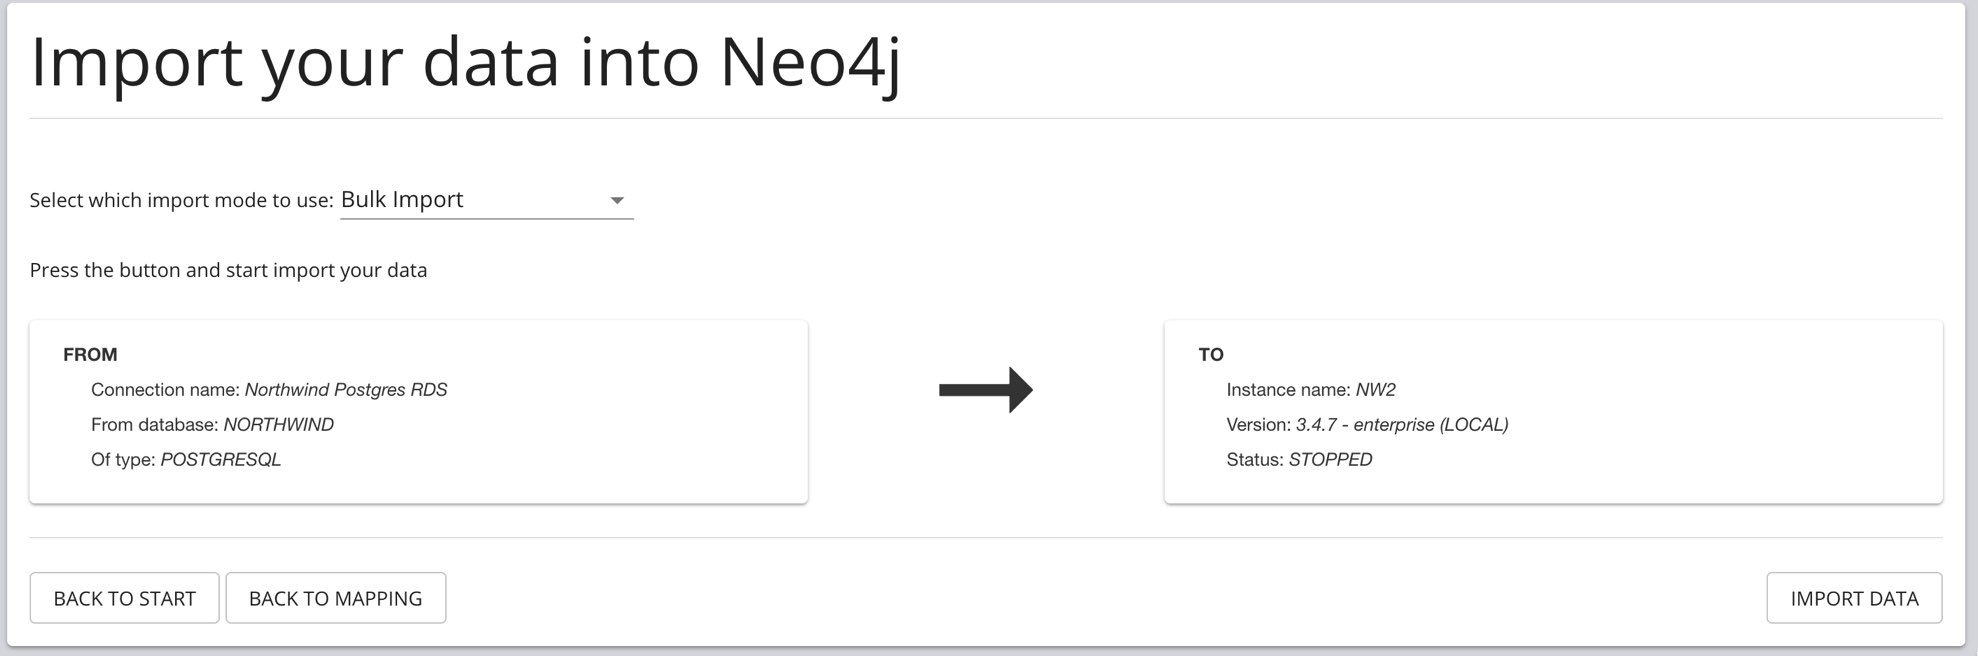 Import your data into Neo4j
Select which import mode to use: Bulk Import
Press the button and start import your data
FROM
Connection name: Northwind Postgres RDS
From database: NORTHWIND
Of type: POSTGRESQL
TO
Instance name: NW2
Version: 3.4.7 - enterprise (LOCAL)
Status: STOPPED
BACK TO START
BACK TO MAPPING
IMPORT DATA